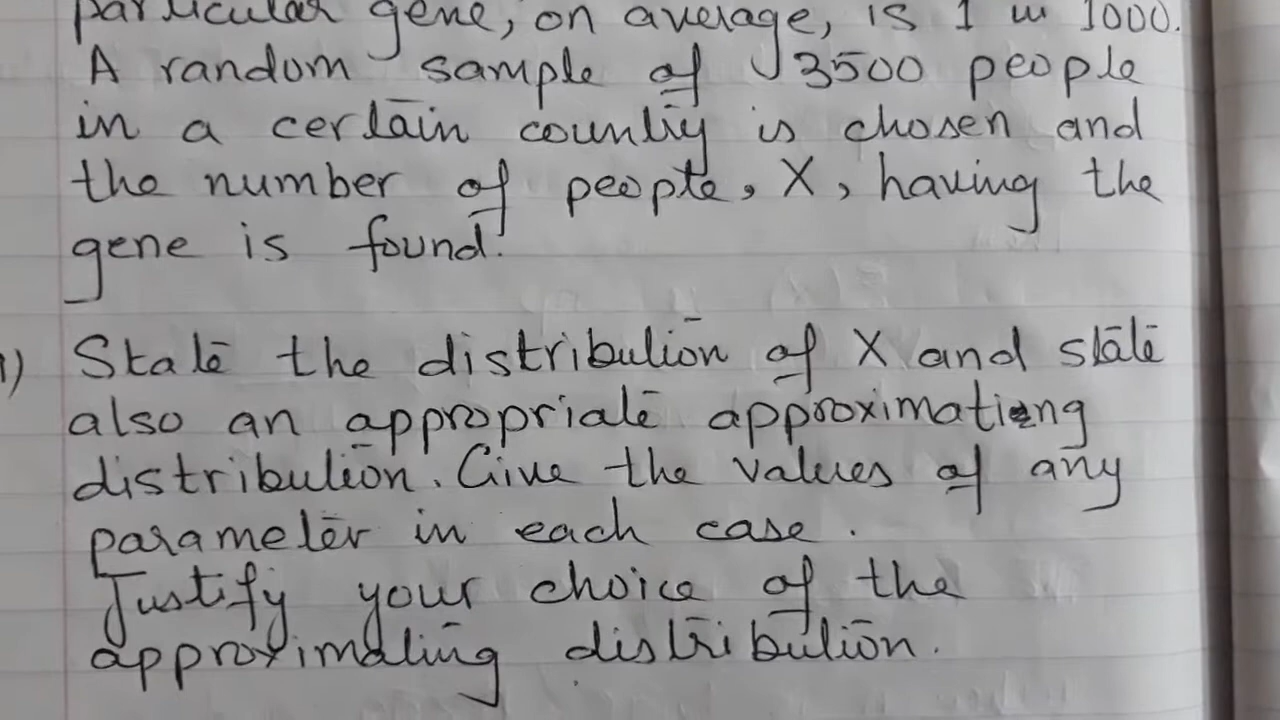 particular gene, on average, is 1 in 1000.
A random sample of 3500 people
in a certain country is chosen and
the number of people, X, having the
gene is found.
1) State the distribution of X and state
also an appropriate approximating
distribution. Give the values of any
parameter in each case.
Justify your choice of the
approximating distribution.